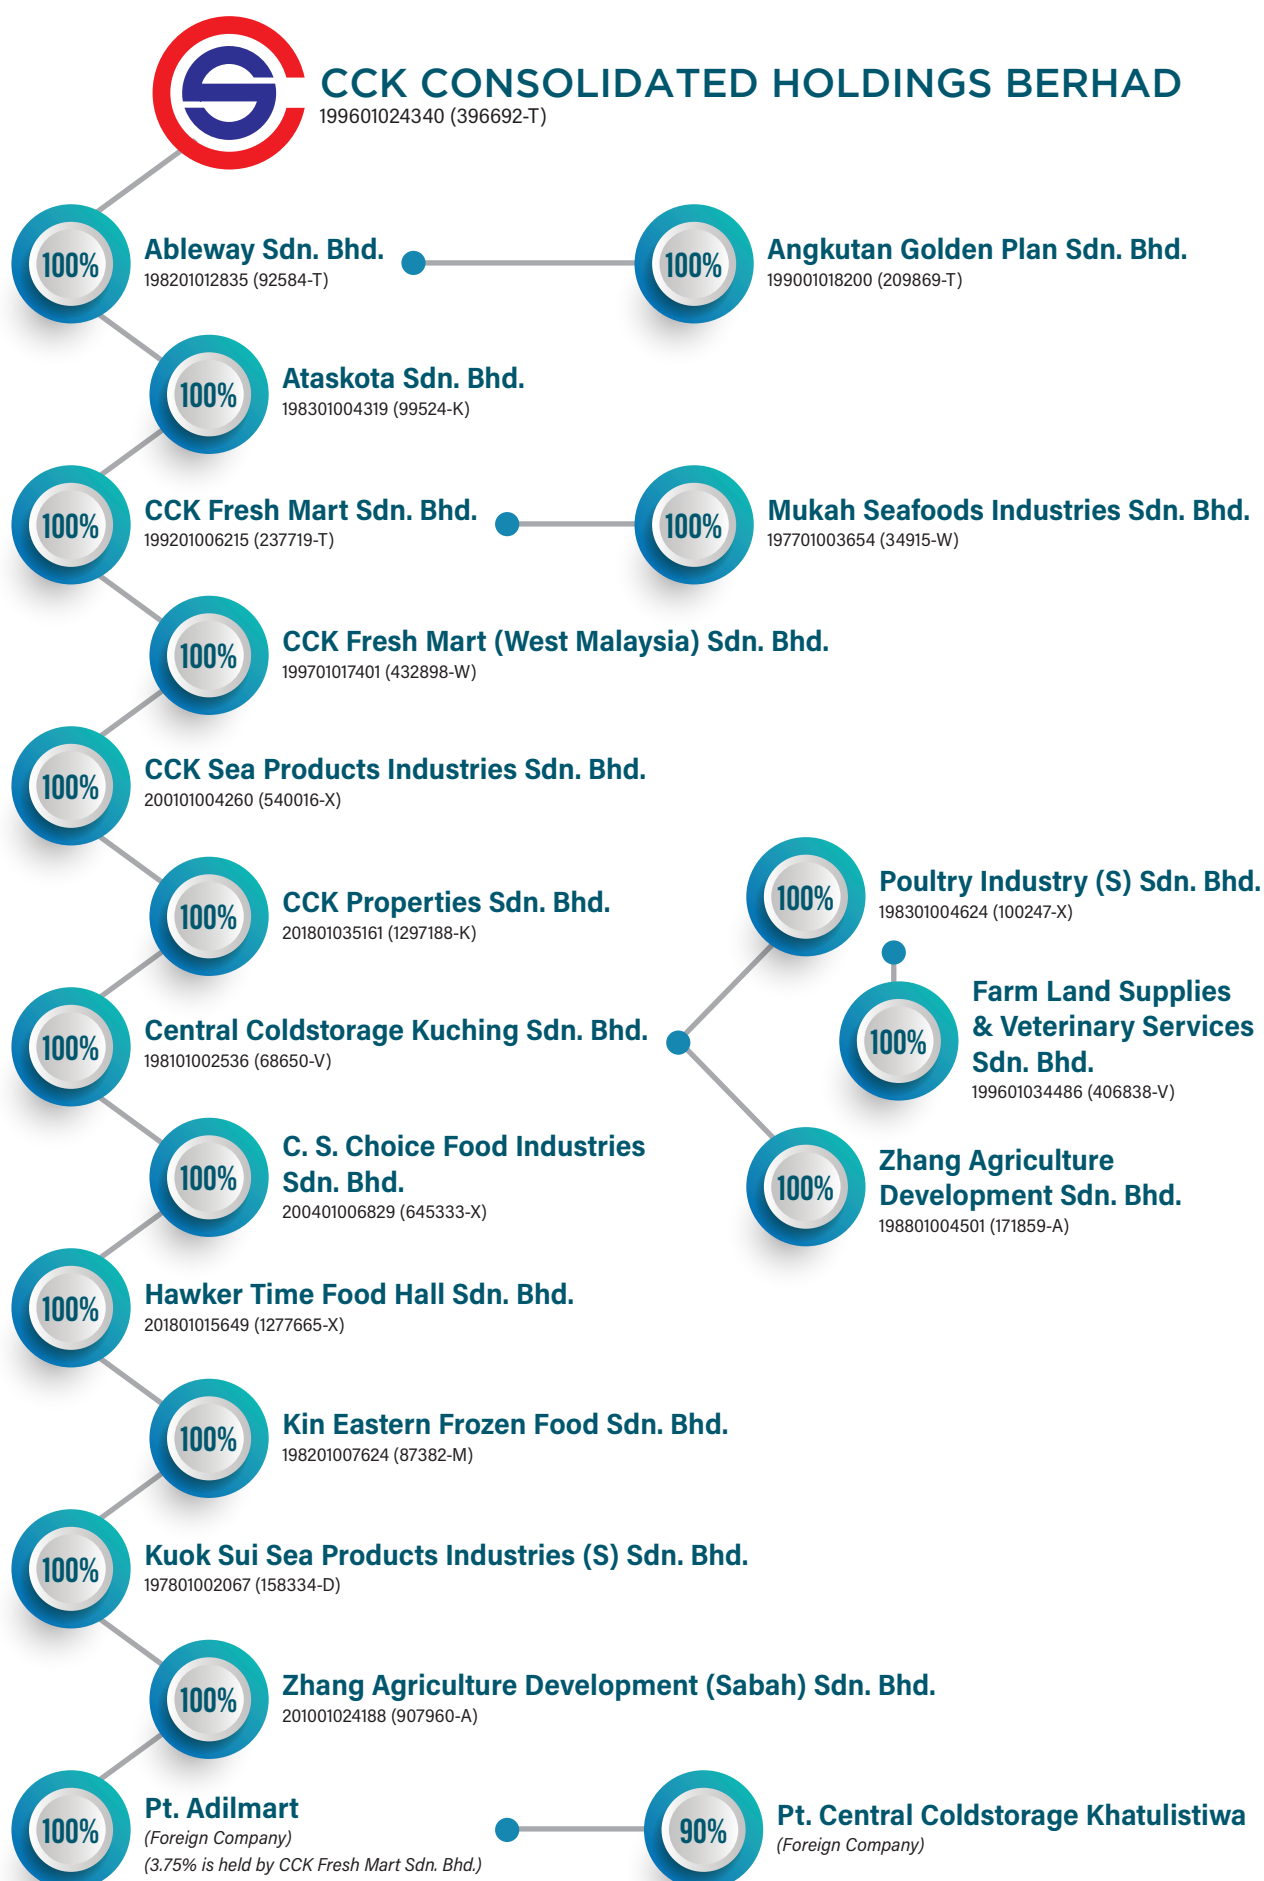 CCK CONSOLIDATED HOLDINGS BERHAD
199601024340 (396692-T)
100%
Ableway Sdn. Bhd.
198201012835 (92584-T)
100%
Angkutan Golden Plan Sdn. Bhd.
199001018200 (209869-T)
100%
Ataskota Sdn. Bhd.
198301004319 (99524-K)
100%
CCK Fresh Mart Sdn. Bhd.
199201006215 (237719-T)
100%
Mukah Seafoods Industries Sdn. Bhd.
197701003654 (34915-W)
100%
CCK Fresh Mart (West Malaysia) Sdn. Bhd.
199701017401 (432898-W)
100%
CCK Sea Products Industries Sdn. Bhd.
200101004260 (540016-X)
100%
CCK Properties Sdn. Bhd.
201801035161 (1297188-K)
100%
Central Coldstorage Kuching Sdn. Bhd.
198101002536 (68650-V)
100%
Poultry Industry (S) Sdn. Bhd.
198301004624 (100247-X)
100%
Farm Land Supplies
& Veterinary Services
Sdn. Bhd.
199601034486 (406838-V)
100%
Zhang Agriculture
Development Sdn. Bhd.
198801004501 (171859-A)
100%
C. S. Choice Food Industries
Sdn. Bhd.
200401006829 (645333-X)
100%
Hawker Time Food Hall Sdn. Bhd.
201801015649 (1277665-X)
100%
Kin Eastern Frozen Food Sdn. Bhd.
198201007624 (87382-M)
100%
Kuok Sui Sea Products Industries (S) Sdn. Bhd.
197801002067 (158334-D)
100%
Zhang Agriculture Development (Sabah) Sdn. Bhd.
201001024188 (907960-A)
100%
Pt. Adilmart
(Foreign Company)
(3.75% is held by CCK Fresh Mart Sdn. Bhd.)
90%
Pt. Central Coldstorage Khatulistiwa
(Foreign Company)